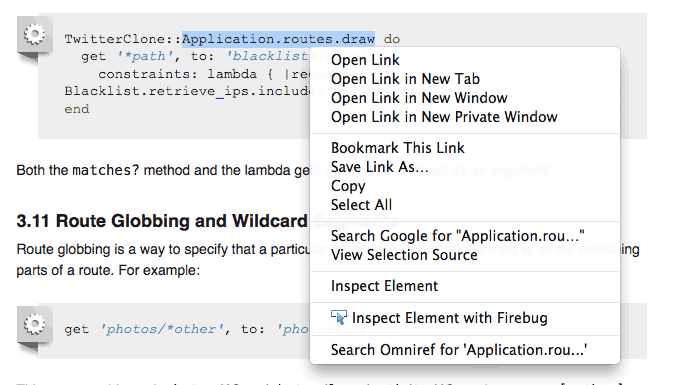 TwitterClone::Application.routes.draw do
get '*path', to: 'blacklist
constraints: lambda { |re
Blacklist.retrieve_ips.include
end
Open Link
Open Link in New Tab
Open Link in New Window
Open Link in New Private Window
Bookmark This Link
Save Link As...
Copy
Select All
Search Google for "Application.rou..."
View Selection Source
Inspect Element
Inspect Element with Firebug
Search Omniref for 'Application.rou...'
Both the matches? method and the lambda ge as an argument.
3.11 Route Globbing and Wildcard
Route globbing is a way to specify that a particu
parts of a route. For example:
get 'photos/*other', to: 'pho